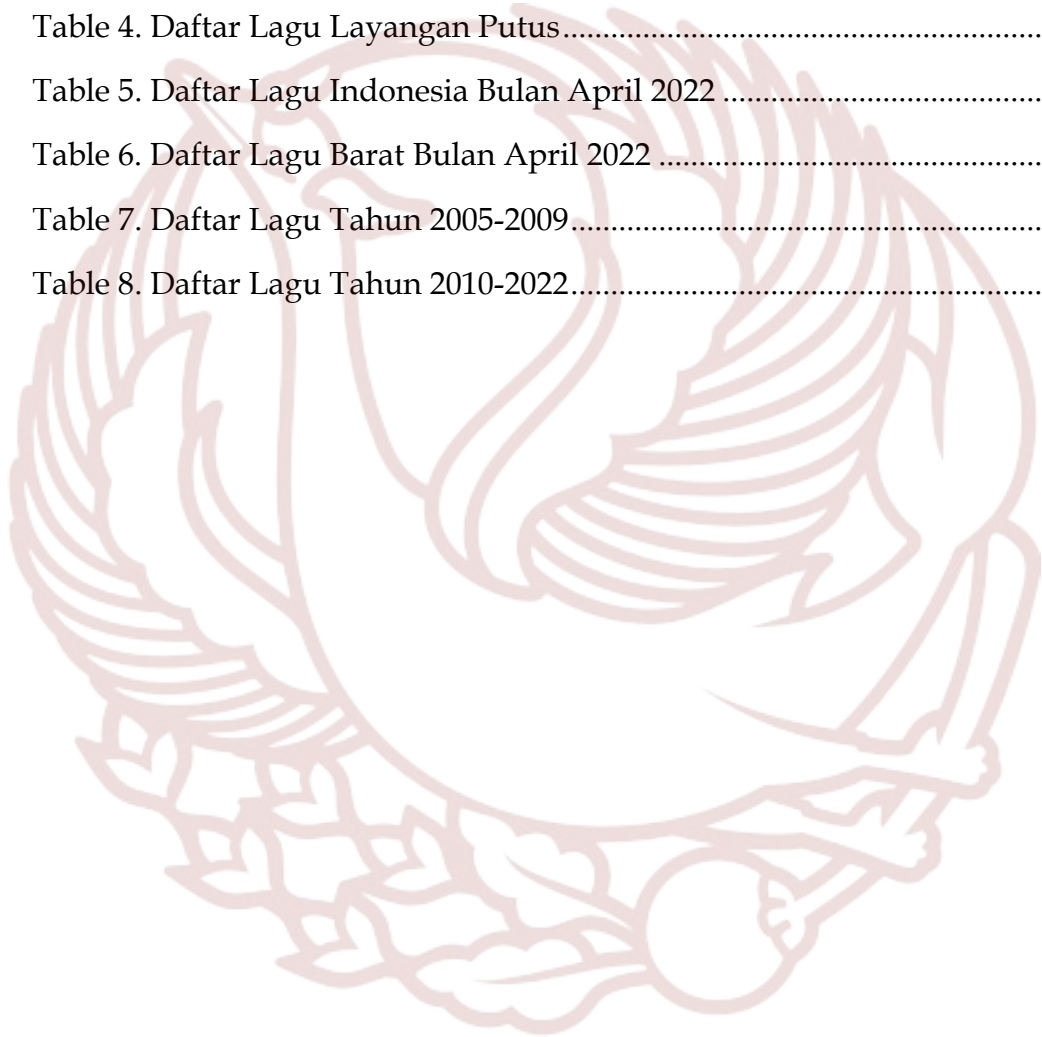 Table 4. Daftar Lagu Layangan Putus............................................................
Table 5. Daftar Lagu Indonesia Bulan April 2022 ........................................
Table 6. Daftar Lagu Barat Bulan April 2022 ................................................
Table 7. Daftar Lagu Tahun 2005-2009...........................................................
Table 8. Daftar Lagu Tahun 2010-2022...........................................................